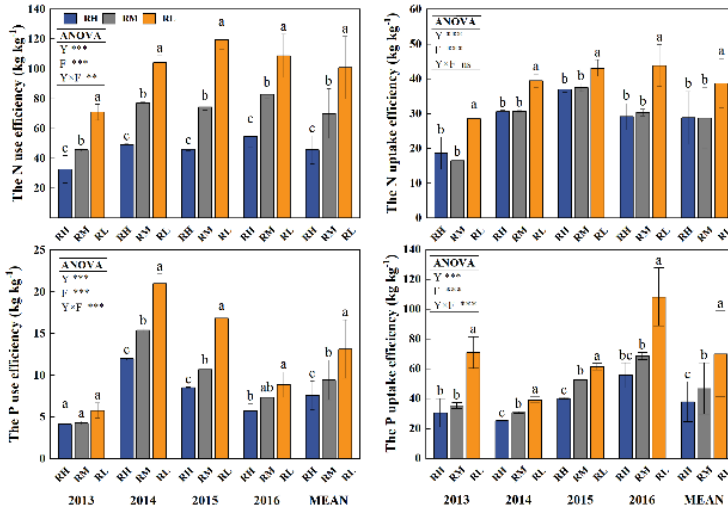 RH RM RL
The N use efficiency (kg kg⁻¹)
140
120
100
80
60
40
20
ANOVA
Y ***
F ***
Y×F **
c b a
c b a
c b a
c b a
c b a
RH RM RL RH RM RL RH RM RL RH RM RL RH RM RL
The N uptake efficiency (kg kg⁻¹)
60
50
40
30
20
10
0
ANOVA
Y ***
F ***
Y×F ns
b b a
b b a
b b a
b b a
b b a
RH RM RL RH RM RL RH RM RL RH RM RL RH RM RL
The P use efficiency (kg kg⁻¹)
25
20
15
10
5
0
ANOVA
Y ***
F ***
Y×F ***
a a a
c b a
c b a
b ab a
c b a
RH RM RL RH RM RL RH RM RL RH RM RL RH RM RL
2013 2014 2015 2016 MEAN
The P uptake efficiency (kg kg⁻¹)
140
120
100
80
60
40
20
0
ANOVA
Y ***
F ***
Y×F ***
b b a
c b a
c b a
bc b a
c b a
RH RM RL RH RM RL RH RM RL RH RM RL RH RM RL
2013 2014 2015 2016 MEAN